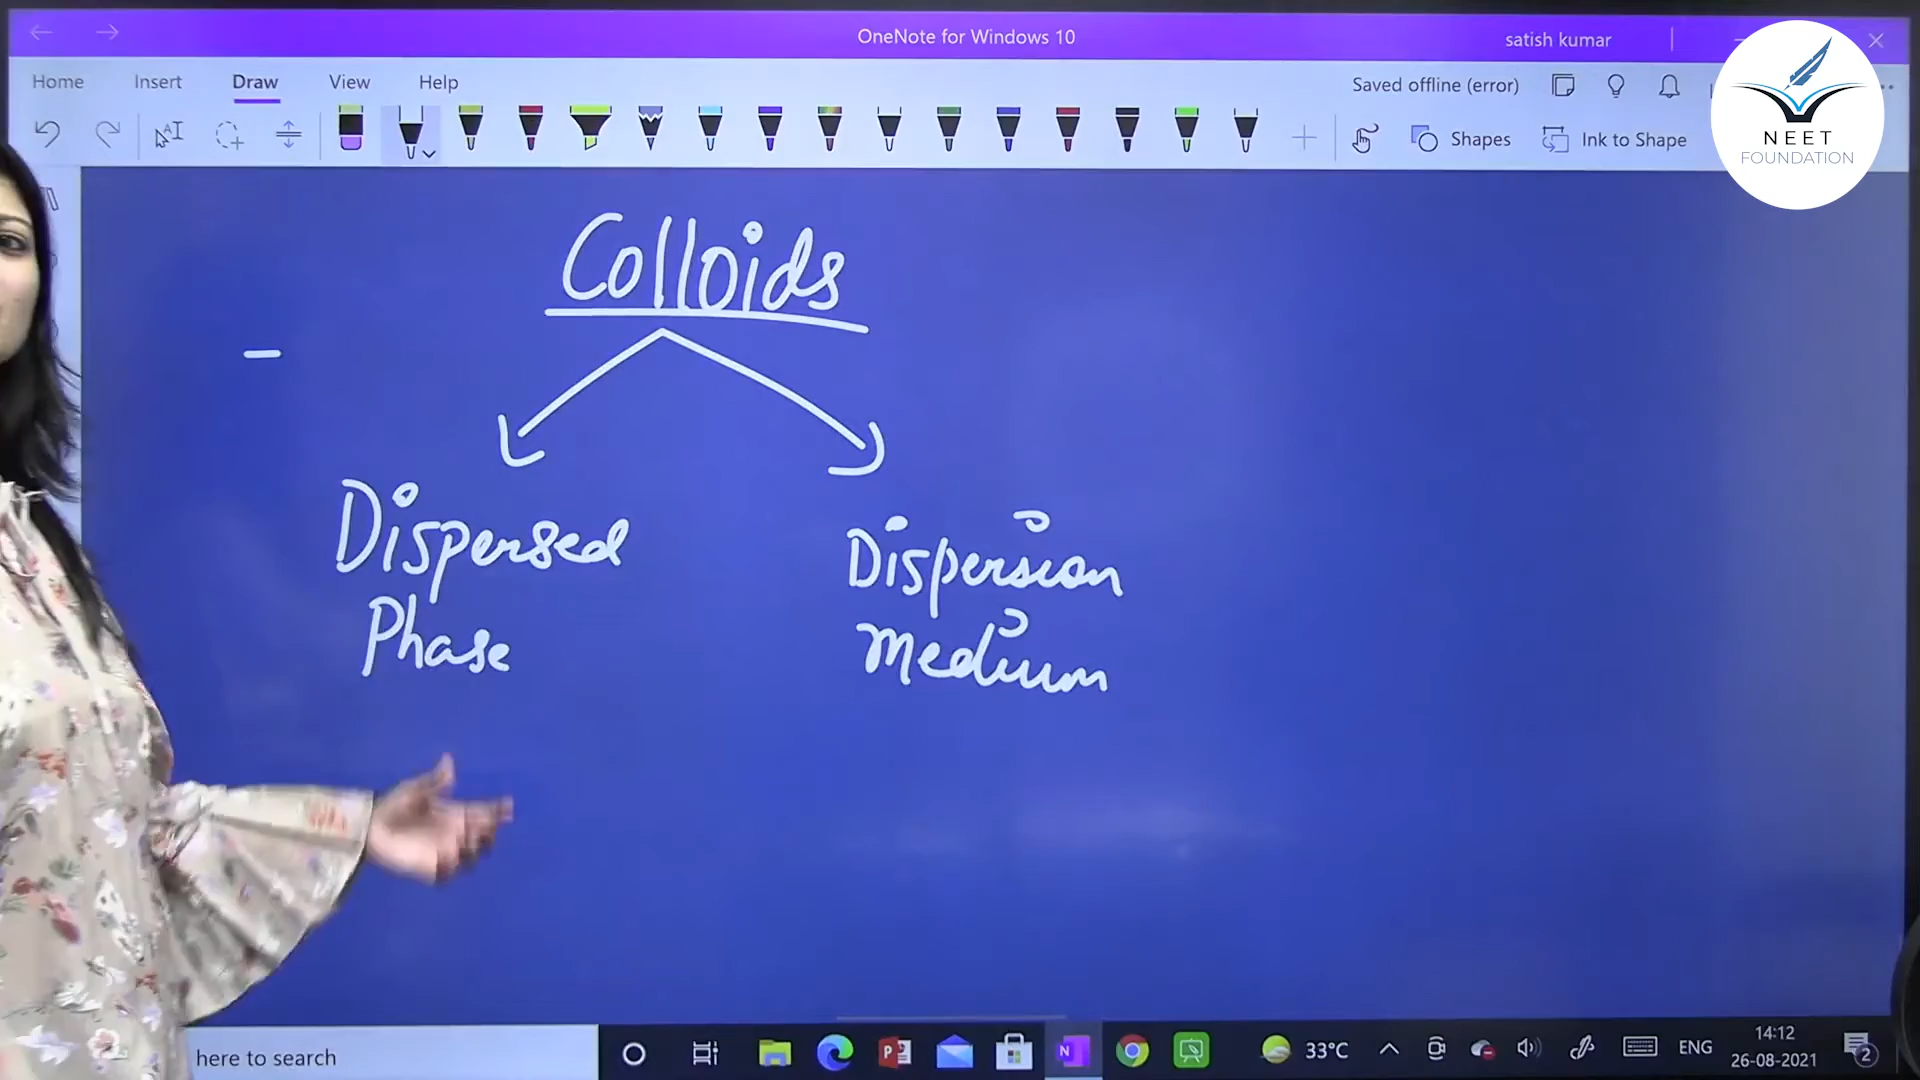 OneNote for Windows 10
satish kumar
Home Insert Draw View Help
Saved offline (error)
Shapes
Ink to Shape
NEET
FOUNDATION
Colloids
Dispersed
Phase
Dispersion
Medium
here to search
33°C
ENG
14:12
26-08-2021
2